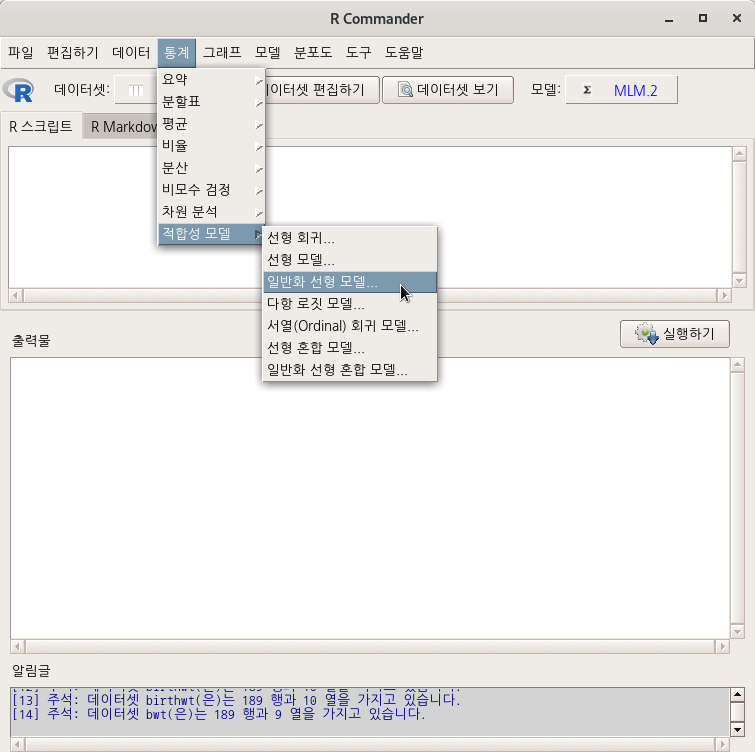 R Commander
파일 편집하기 데이터 통계 그래프 모델 분포도 도구 도움말
데이터셋: 데이터셋 편집하기 데이터셋 보기 모델: Σ MLM.2
R 스크립트 R Markdow
요약
분할표
평균
비율
분산
비모수 검정
차원 분석
적합성 모델
선형 회귀...
선형 모델...
일반화 선형 모델...
다항 로짓 모델...
서열(Ordinal) 회귀 모델...
선형 혼합 모델...
일반화 선형 혼합 모델...
출력물 실행하기
알림글
[13] 주석: 데이터셋 birthwt(은)는 189 행과 10 열을 가지고 있습니다.
[14] 주석: 데이터셋 bwt(은)는 189 행과 9 열을 가지고 있습니다.